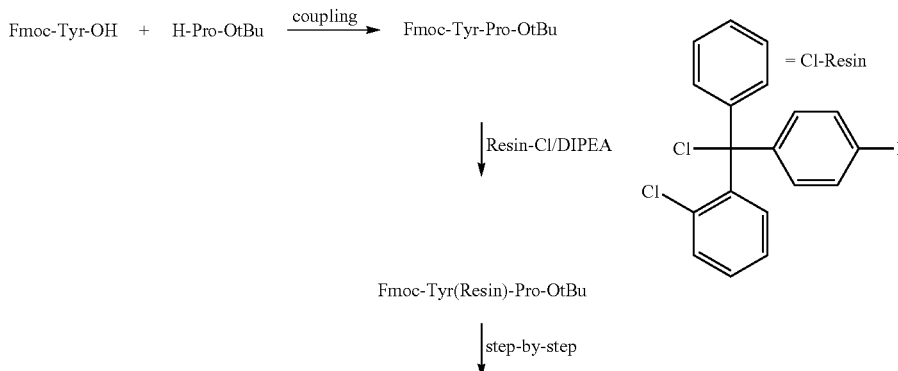 coupling
Fmoc-Tyr-OH + H-Pro-OtBu Fmoc-Tyr-Pro-OtBu
= Cl-Resin
Resin-Cl/DIPEA
Cl
Cl
Fmoc-Tyr(Resin)-Pro-OtBu
step-by-step